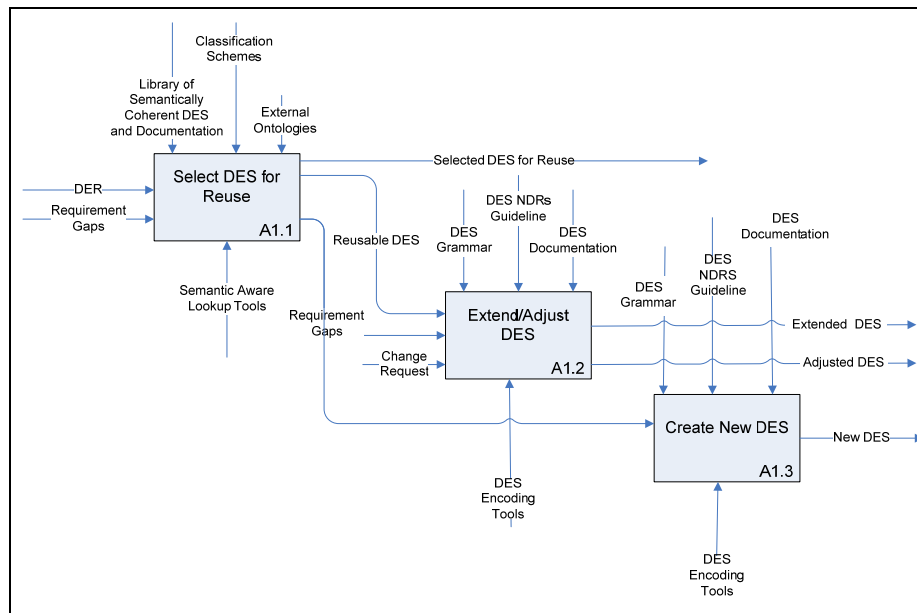 Classification
Schemes
Library of
Semantically
Coherent DES
and Documentation
External
Ontologies
Select DES for
Reuse
A1.1
DER
Requirement
Gaps
Semantic Aware
Lookup Tools
Selected DES for Reuse
Reusable DES
DES
Grammar
DES NDRs
Guideline
DES
Documentation
Requirement
Gaps
Change
Request
Extend/Adjust
DES
A1.2
DES
Encoding
Tools
DES
Grammar
DES
NDRS
Guideline
DES
Documentation
Extended DES
Adjusted DES
Create New DES
A1.3
New DES
DES
Encoding
Tools